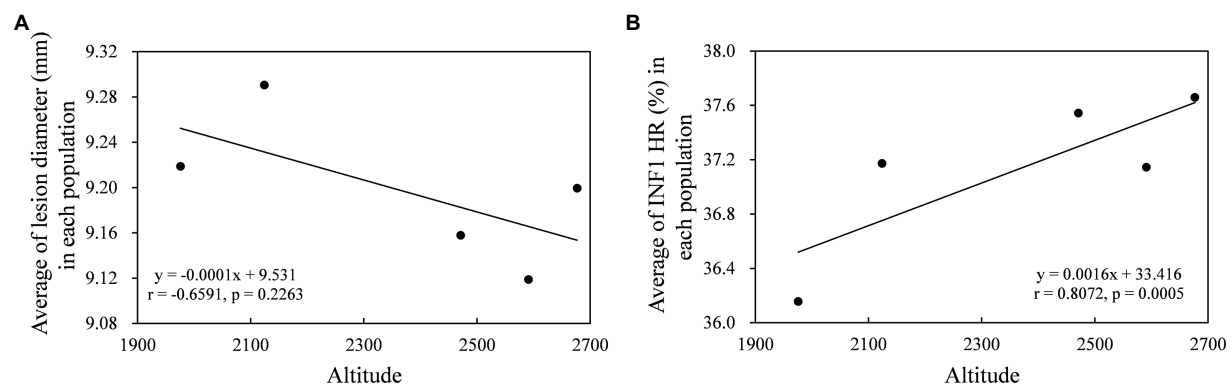 A
Average of lesion diameter (mm)
in each population
9.32
9.28
9.24
9.20
9.16
9.12
9.08
y = -0.0001x + 9.531
r = -0.6591, p = 0.2263
1900
2100
2300
2500
2700
Altitude
B
Average of INF1 HR (%) in
each population
38.0
37.6
37.2
36.8
36.4
36.0
y = 0.0016x + 33.416
r = 0.8072, p = 0.0005
1900
2100
2300
2500
2700
Altitude